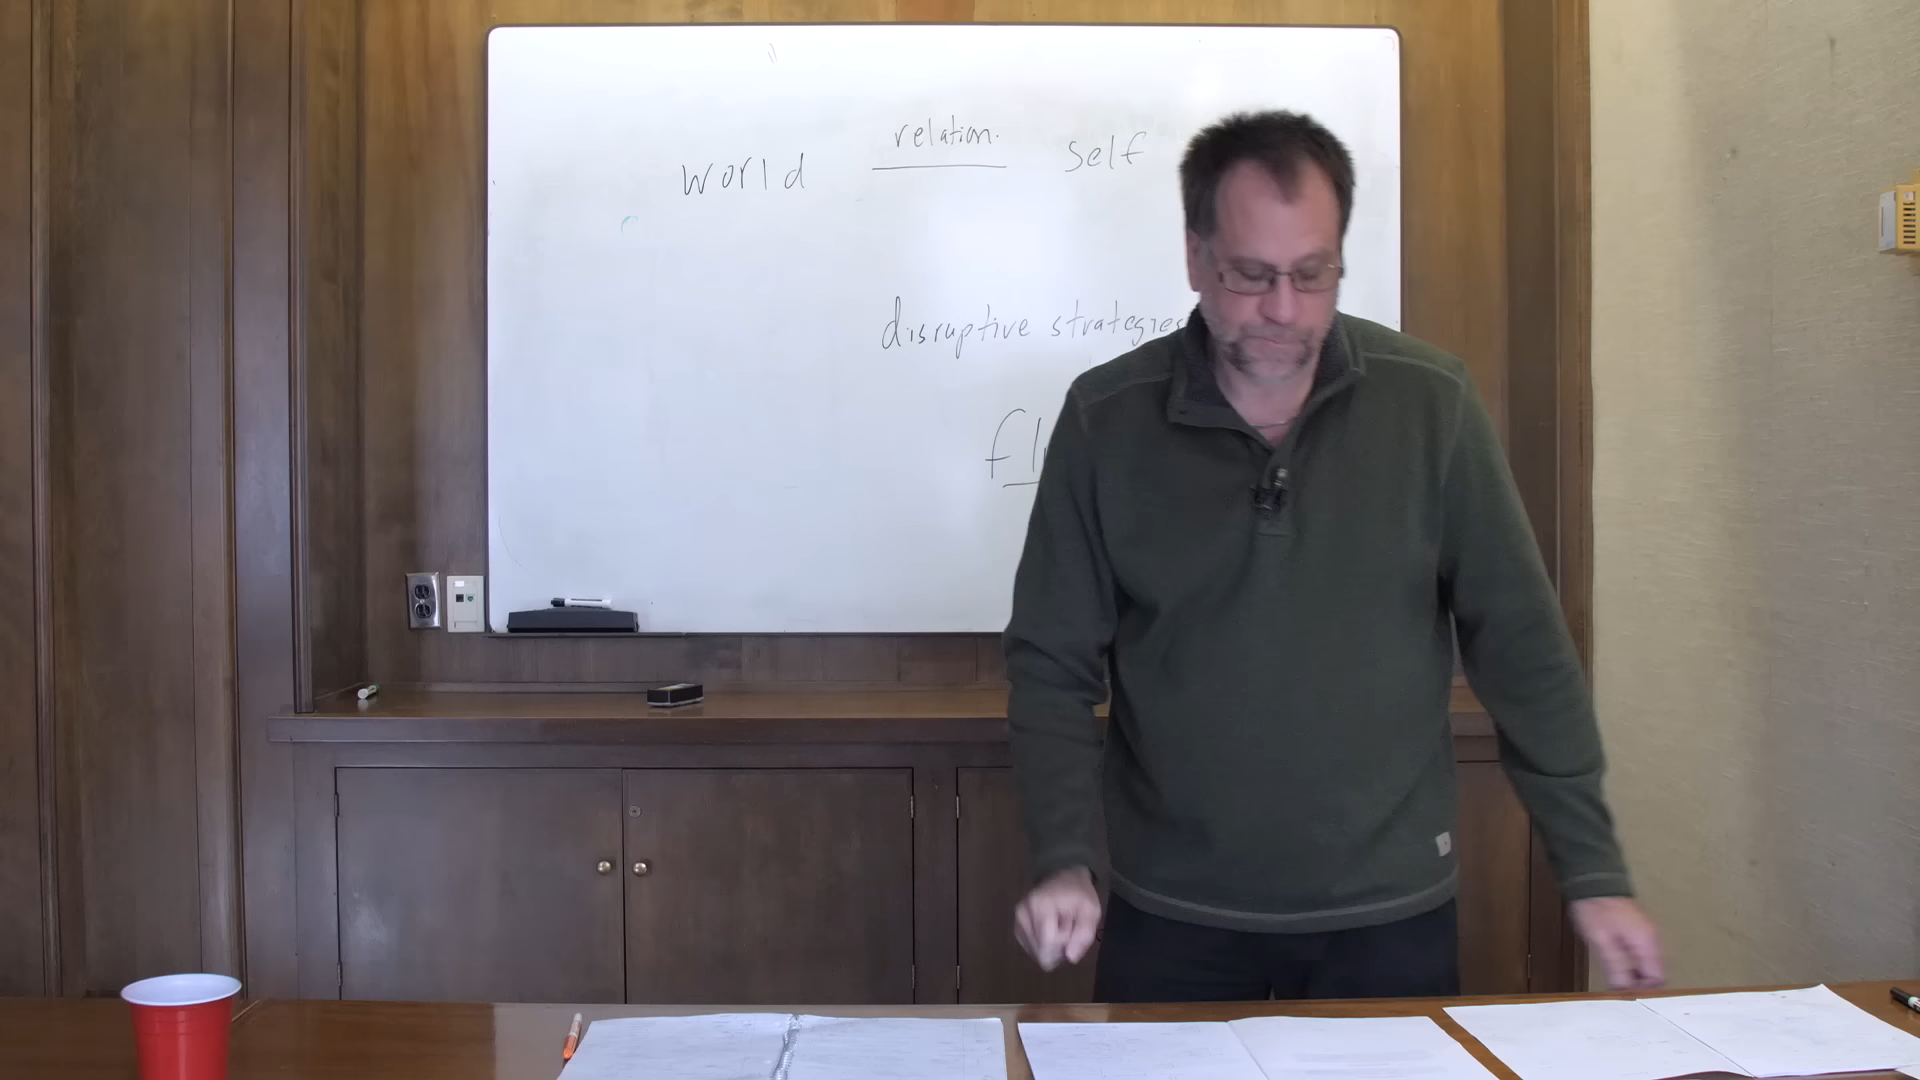 relation.
world self
disruptive strategies